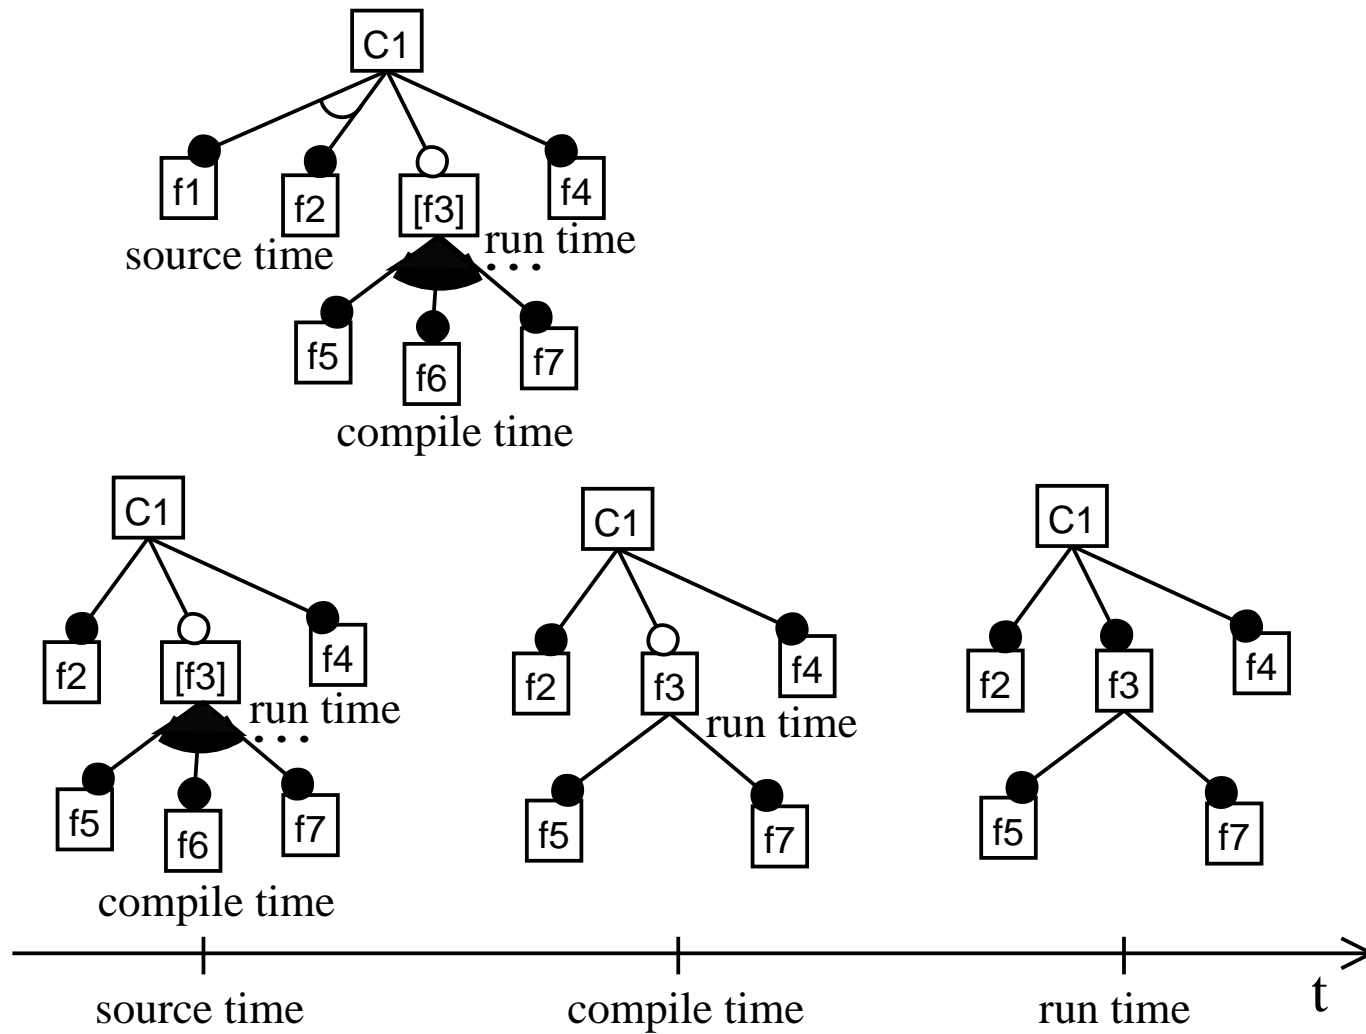 C1
f1 f2 [f3] f4
source time run time
...
f5 f6 f7
compile time
C1 C1 C1
f2 [f3] f4 f2 f3 f4 f2 f3 f4
run time run time
...
f5 f6 f7 f5 f7 f5 f7
compile time
source time compile time run time t